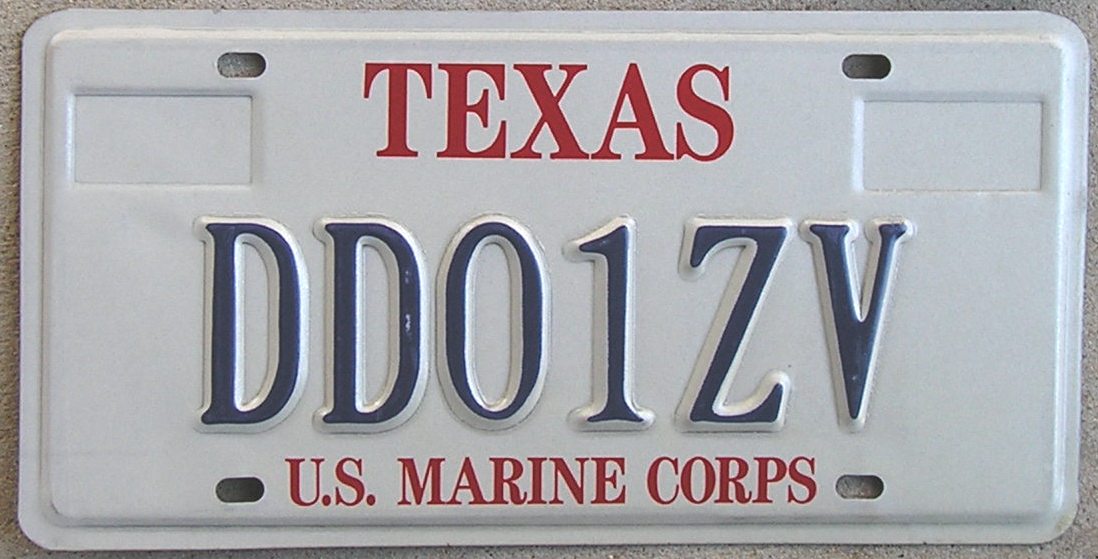 TEXAS
DD01ZV
U.S. MARINE CORPS